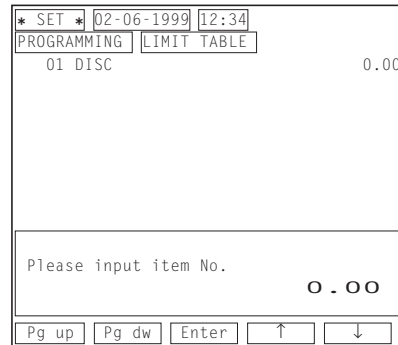 * SET * 02-06-1999 12:34
PROGRAMMING LIMIT TABLE
01 DISC 0.00
Please input item No.
0.00
Pg up Pg dw Enter ↑ ↓